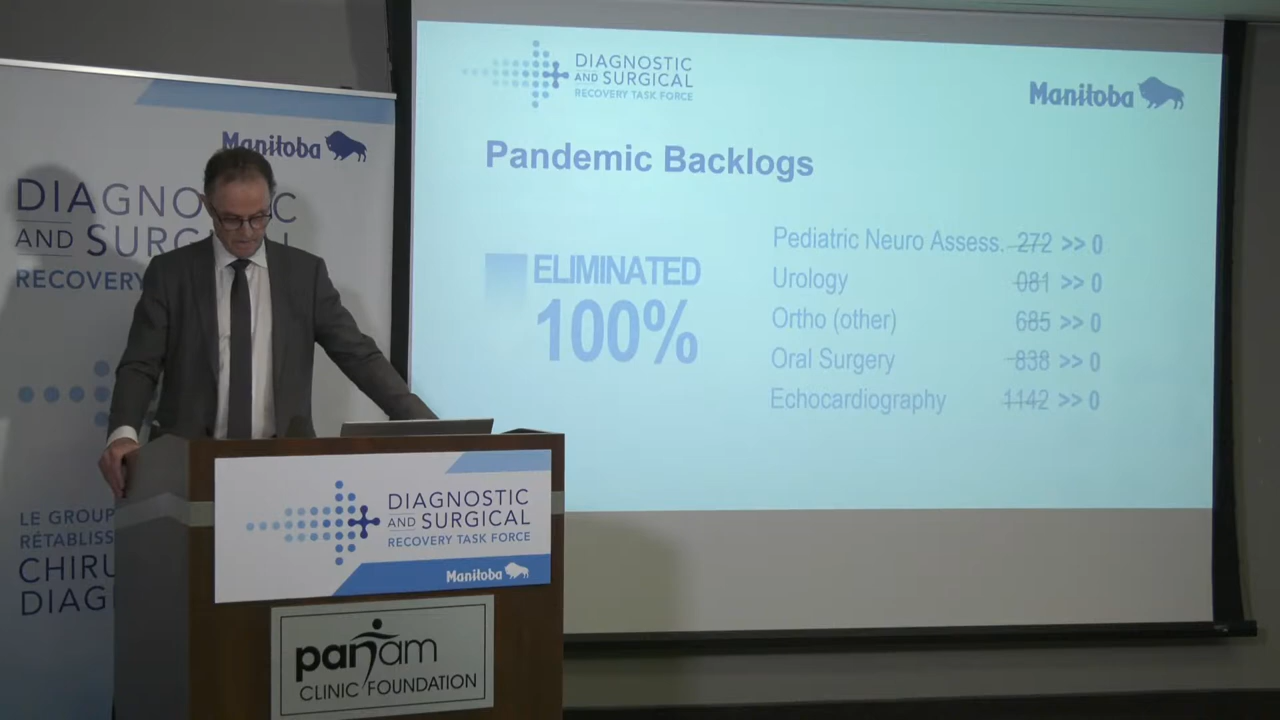 Manitoba
DIAGNO IC
AND SURG L
RECOVERY
LE GROUP
RÉTABLISS
CHIRU
DIAG
DIAGNOSTIC
AND SURGICAL
RECOVERY TASK FORCE
Manitoba
Pandemic Backlogs
ELIMINATED
100%
Pediatric Neuro Assess. 272 >> 0
Urology 081 >> 0
Ortho (other) 685 >> 0
Oral Surgery 838 >> 0
Echocardiography 1142 >> 0
DIAGNOSTIC
AND SURGICAL
RECOVERY TASK FORCE
Manitoba
panam
CLINIC FOUNDATION